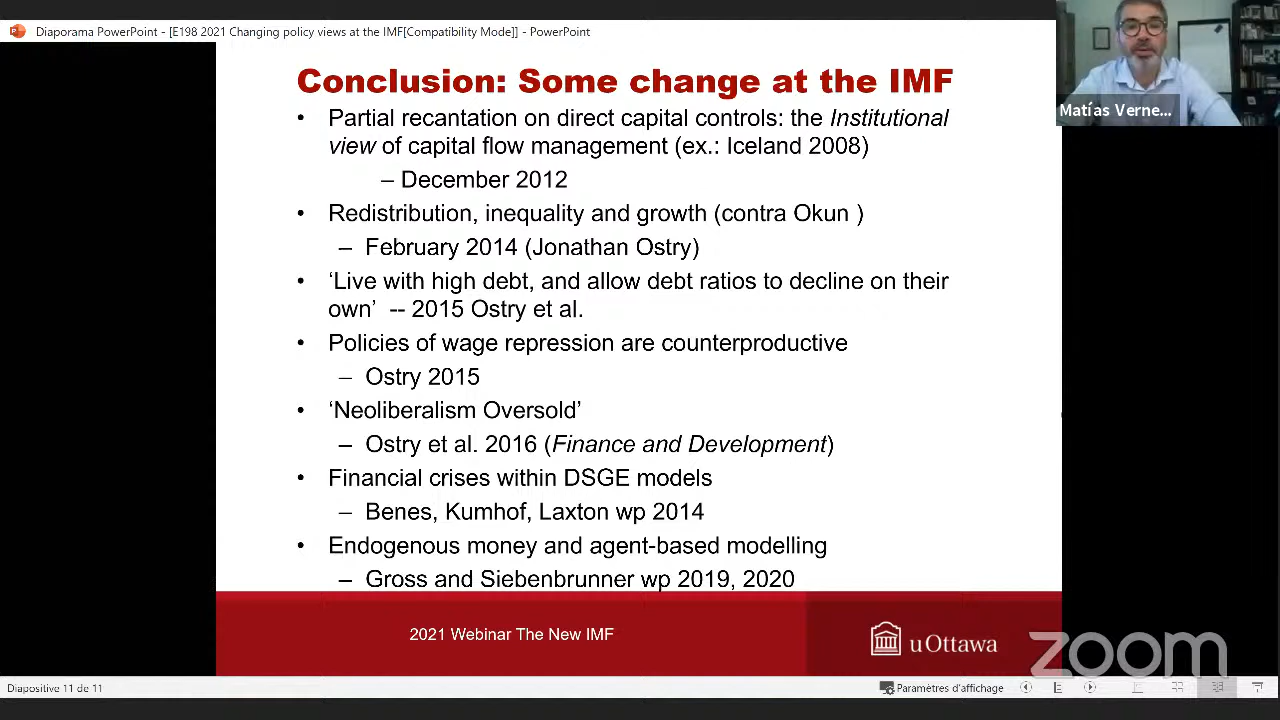 Diaporama PowerPoint - [E198 2021 Changing policy views at the IMF[Compatibility Mode]] - PowerPoint
Conclusion: Some change at the IMF
• Partial recantation on direct capital controls: the Institutional
view of capital flow management (ex.: Iceland 2008)
– December 2012
• Redistribution, inequality and growth (contra Okun )
– February 2014 (Jonathan Ostry)
• ‘Live with high debt, and allow debt ratios to decline on their
own’ -- 2015 Ostry et al.
• Policies of wage repression are counterproductive
– Ostry 2015
• ‘Neoliberalism Oversold’
– Ostry et al. 2016 (Finance and Development)
• Financial crises within DSGE models
– Benes, Kumhof, Laxton wp 2014
• Endogenous money and agent-based modelling
– Gross and Siebenbrunner wp 2019, 2020
2021 Webinar The New IMF
uOttawa
Matías Verne...
zoom
Diapositive 11 de 11
Paramètres d'affichage